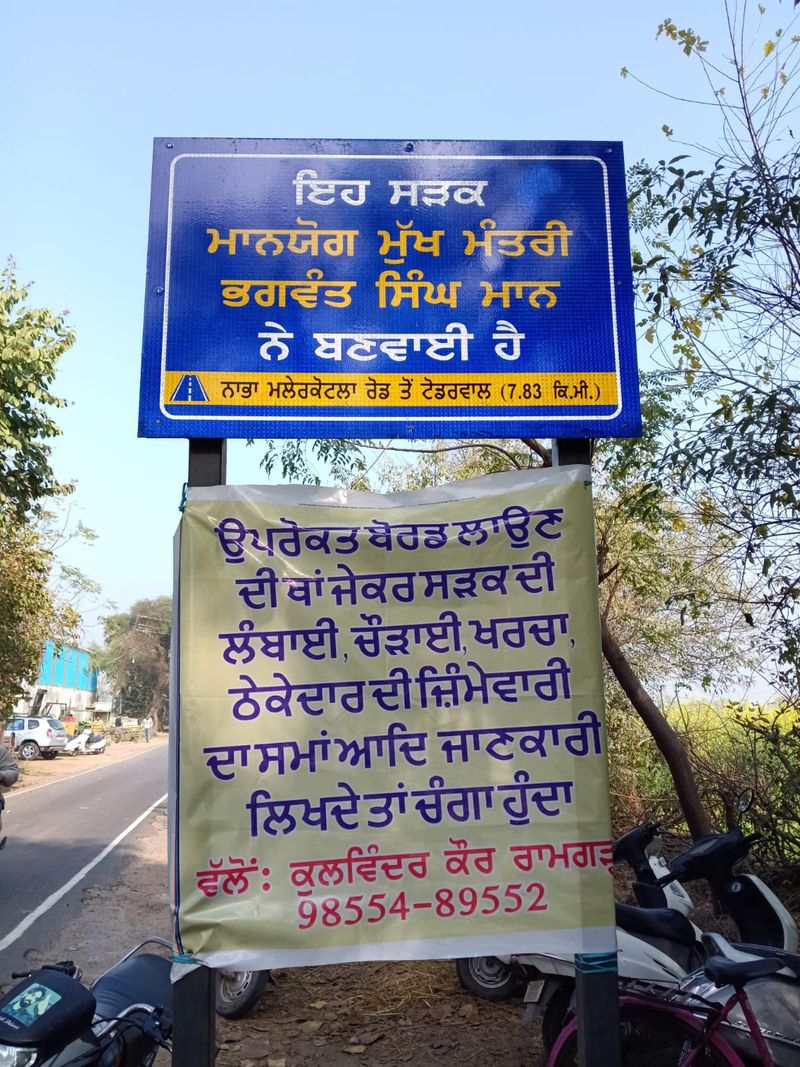 ਇਹ ਸੜਕ
ਮਾਨਯੋਗ ਮੁੱਖ ਮੰਤਰੀ
ਭਗਵੰਤ ਸਿੰਘ ਮਾਨ
ਨੇ ਬਣਵਾਈ ਹੈ
ਨਾਭਾ ਮਲੇਰਕੋਟਲਾ ਰੋਡ ਤੋਂ ਟੋਡਰਵਾਲ (7.83 ਕਿ.ਮੀ.)
ਉਪਰੋਕਤ ਬੋਰਡ ਲਾਉਣ
ਦੀ ਥਾਂ ਜੇਕਰ ਸੜਕ ਦੀ
ਲੰਬਾਈ, ਚੌੜਾਈ, ਖਰਚਾ,
ਠੇਕੇਦਾਰ ਦੀ ਜ਼ਿੰਮੇਵਾਰੀ
ਦਾ ਸਮਾਂ ਆਦਿ ਜਾਣਕਾਰੀ
ਲਿਖਦੇ ਤਾਂ ਚੰਗਾ ਹੁੰਦਾ
ਵੱਲੋਂ: ਕੁਲਵਿੰਦਰ ਕੌਰ ਰਾਮਗੜ
98554-89552